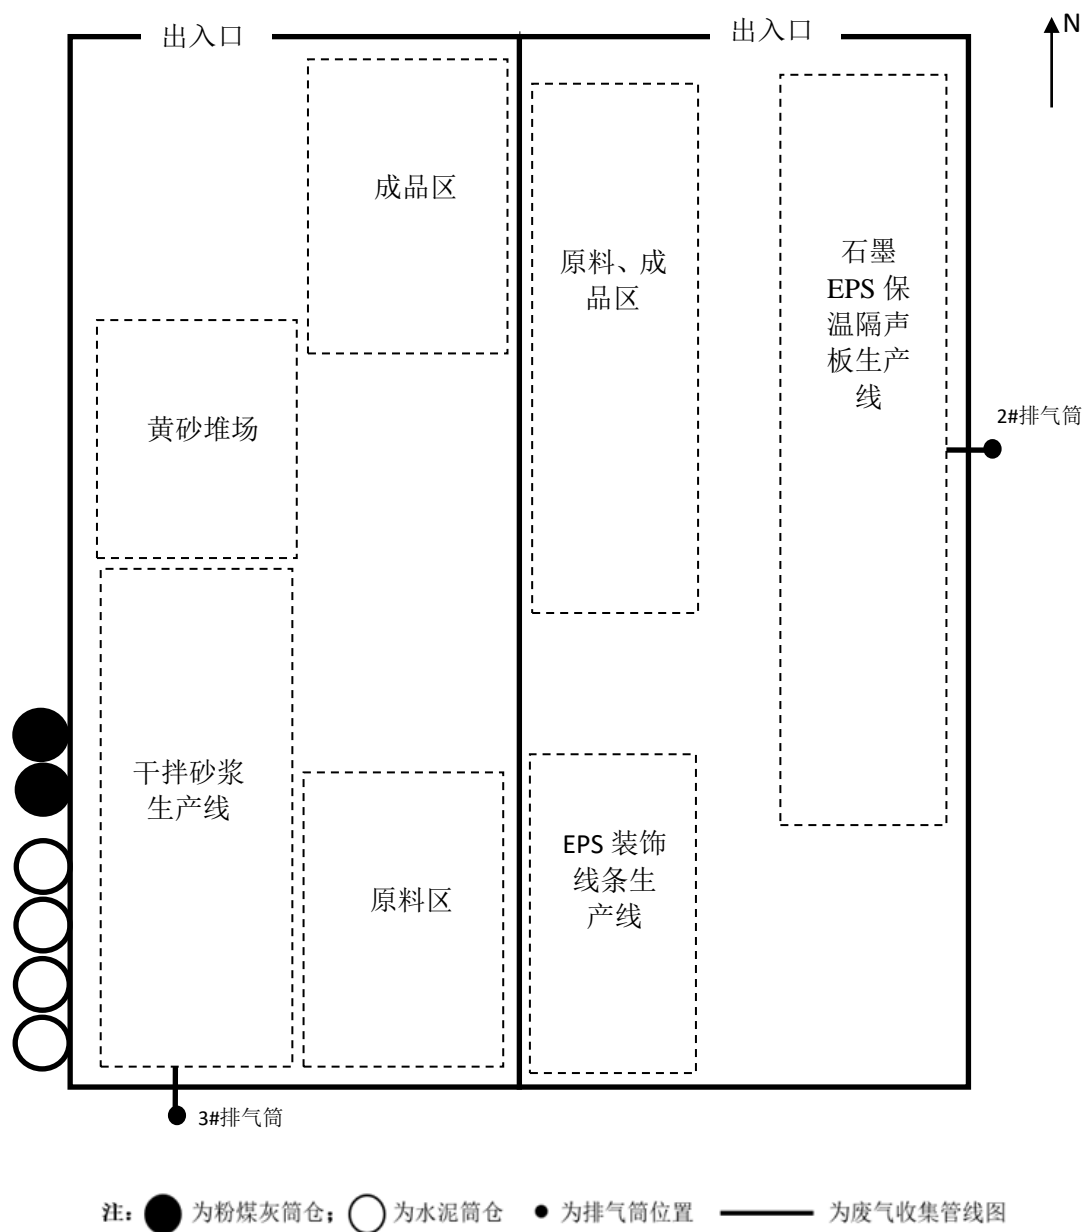 出入口
出入口
N
成品区
原料、成
品区
石墨
EPS 保
温隔声
板生产
线
2#排气筒
黄砂堆场
干拌砂浆
生产线
原料区
EPS 装饰
线条生
产线
3#排气筒
注： 为粉煤灰筒仓； 为水泥筒仓 为排气筒位置 为废气收集管线图